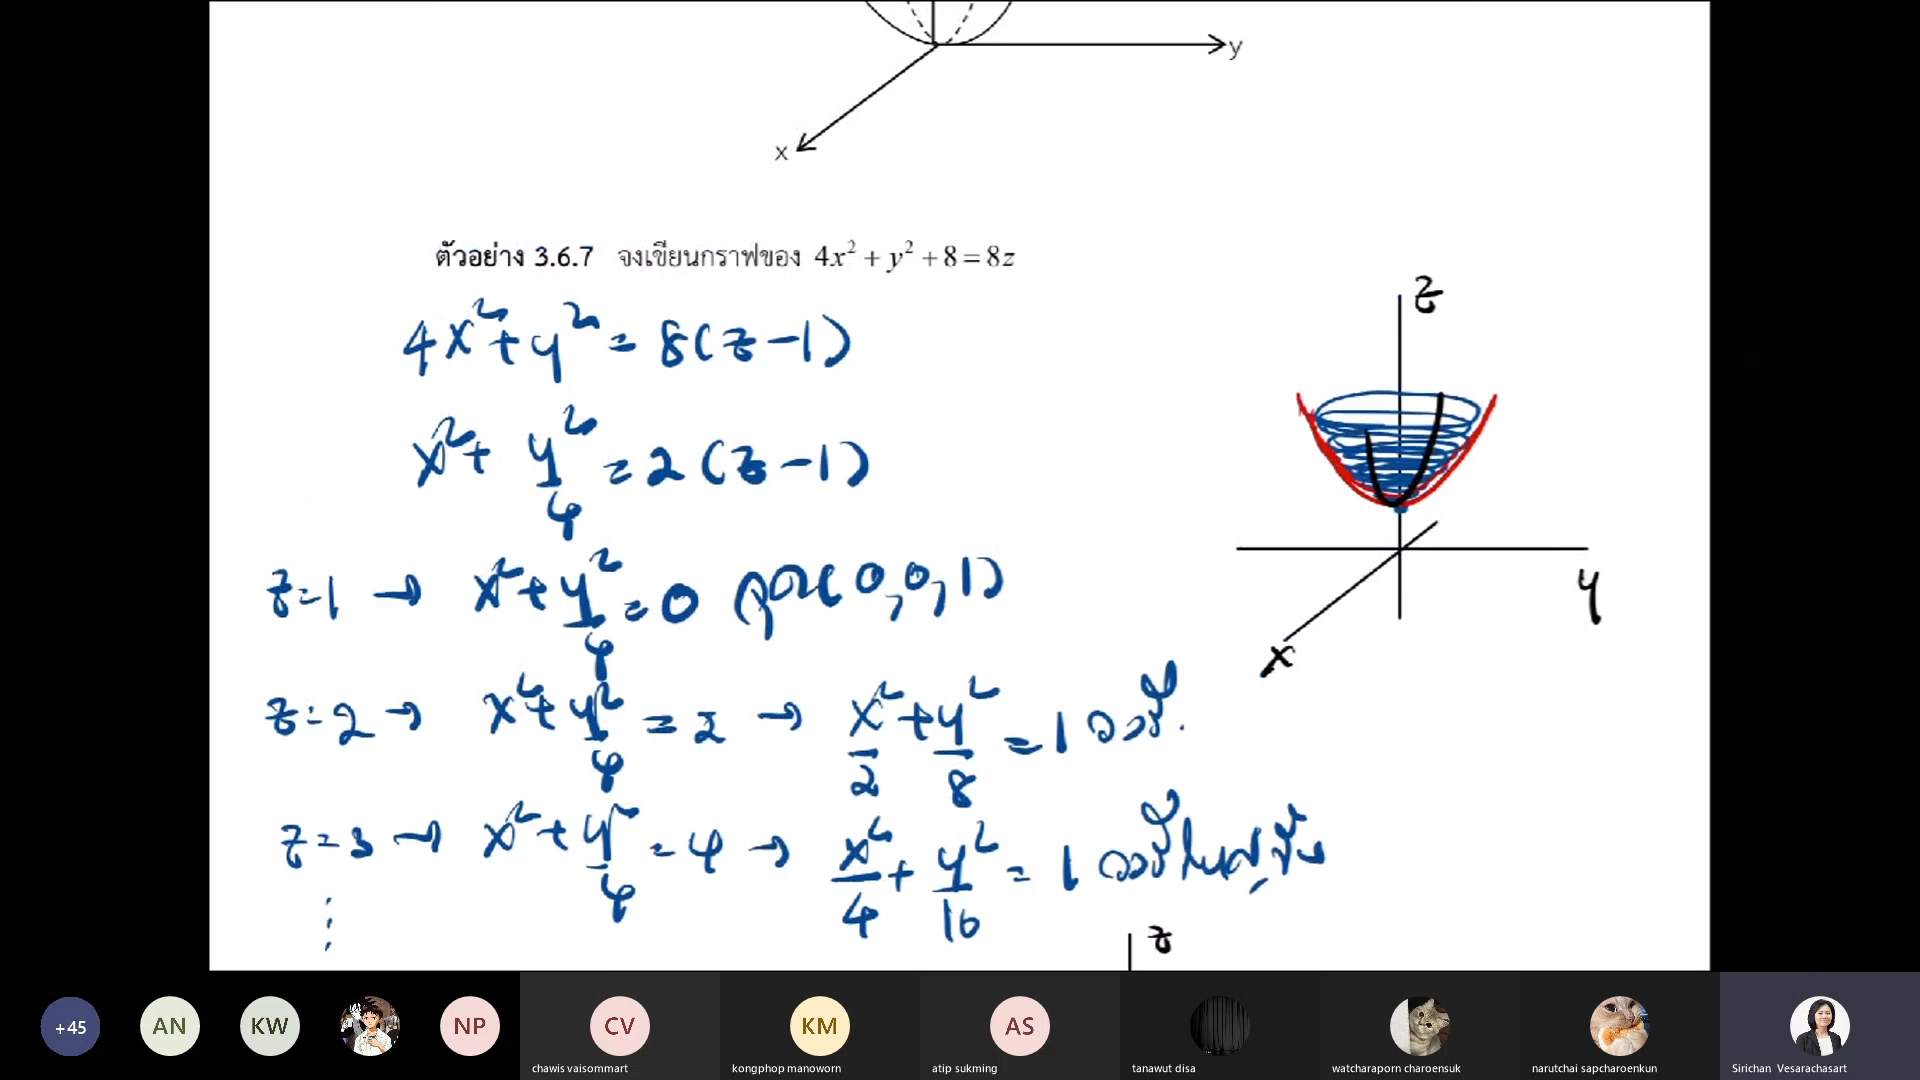 y
x
ตัวอย่าง 3.6.7 จงเขียนกราฟของ 4x² + y² + 8 = 8z
4x² + y² = 8(z-1)
x² + y²/4 = 2(z-1)
z=1 → x² + y²/4 = 0 จุด (0,0,1)
z=2 → x² + y²/4 = 2 → x²/2 + y²/8 = 1 วงรี.
z=3 → x² + y²/4 = 4 → x²/4 + y²/16 = 1 วงรีใหญ่ขึ้น
⋮
z
y
x
z
+45
AN
KW
NP
CV
chawis vaisommart
KM
kongphop manoworn
AS
atip sukming
tanawut disa
watcharaporn charoensuk
narutchai sapcharoenkun
Sirichan Vesarachasart